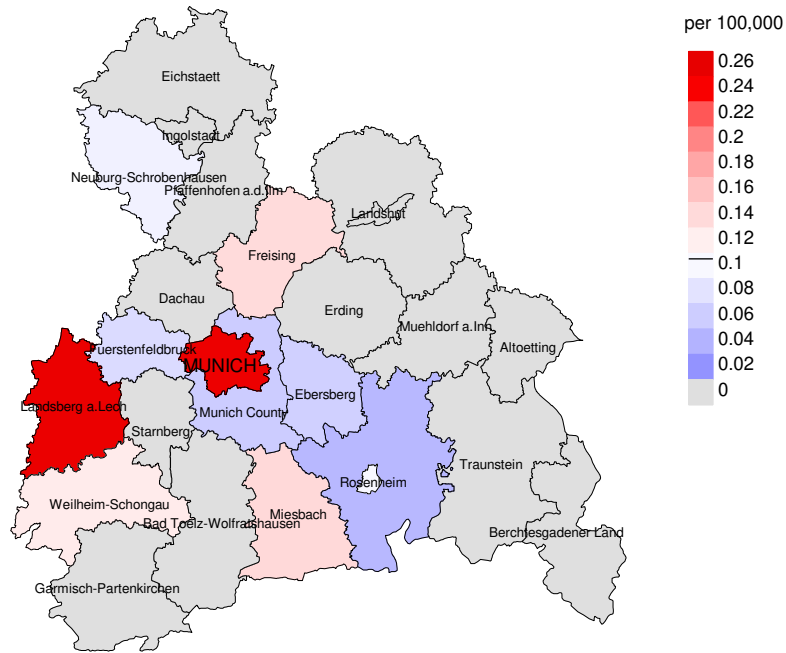 per 100,000
0.26
0.24
0.22
0.2
0.18
0.16
0.14
0.12
0.1
0.08
0.06
0.04
0.02
0
Eichstaett
Ingolstadt
Neuburg-Schrobenhausen
Pfaffenhofen a.d.Ilm
Landshut
Freising
Dachau
Erding
Muehldorf a.Inn
Altoetting
Fuerstenfeldbruck
MUNICH
Ebersberg
Landsberg a.Lech
Munich County
Starnberg
Traunstein
Rosenheim
Weilheim-Schongau
Miesbach
Bad Toelz-Wolfratshausen
Berchtesgadener Land
Garmisch-Partenkirchen